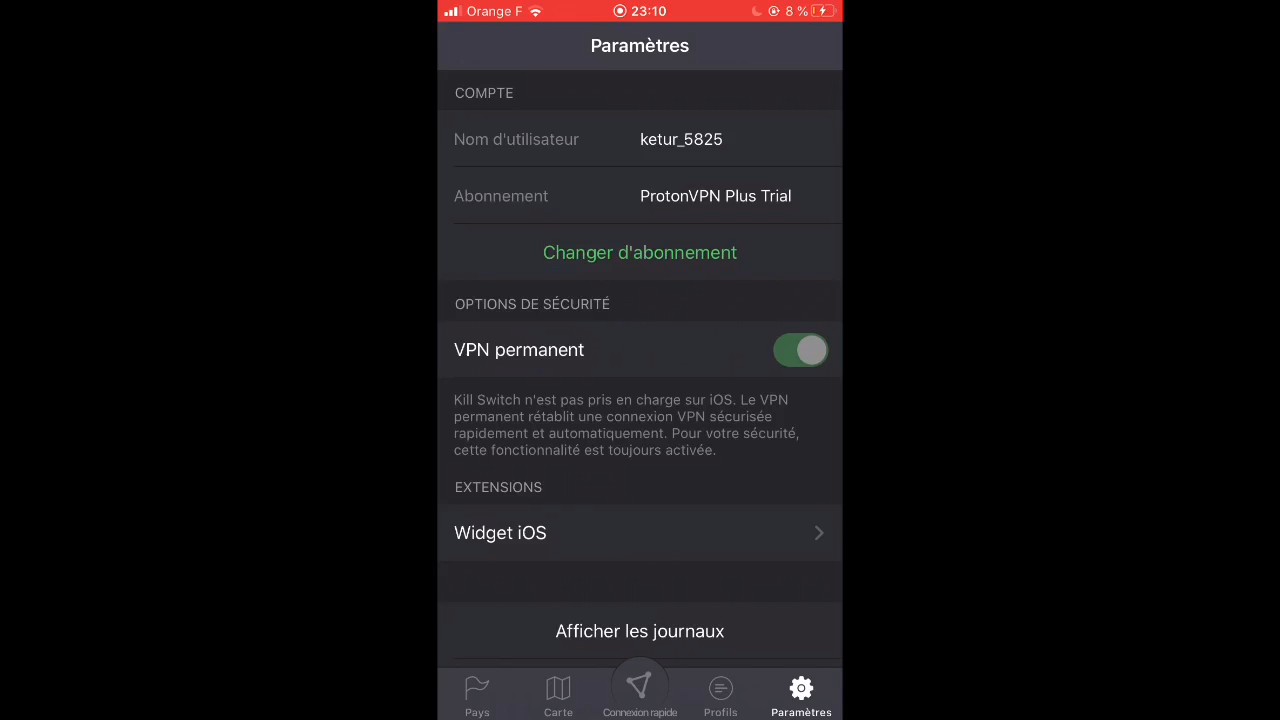 Orange F 23:10 8 %
Paramètres
COMPTE
Nom d'utilisateur ketur_5825
Abonnement ProtonVPN Plus Trial
Changer d'abonnement
OPTIONS DE SÉCURITÉ
VPN permanent
Kill Switch n'est pas pris en charge sur iOS. Le VPN
permanent rétablit une connexion VPN sécurisée
rapidement et automatiquement. Pour votre sécurité,
cette fonctionnalité est toujours activée.
EXTENSIONS
Widget iOS
Afficher les journaux
Pays Carte Connexion rapide Profils Paramètres